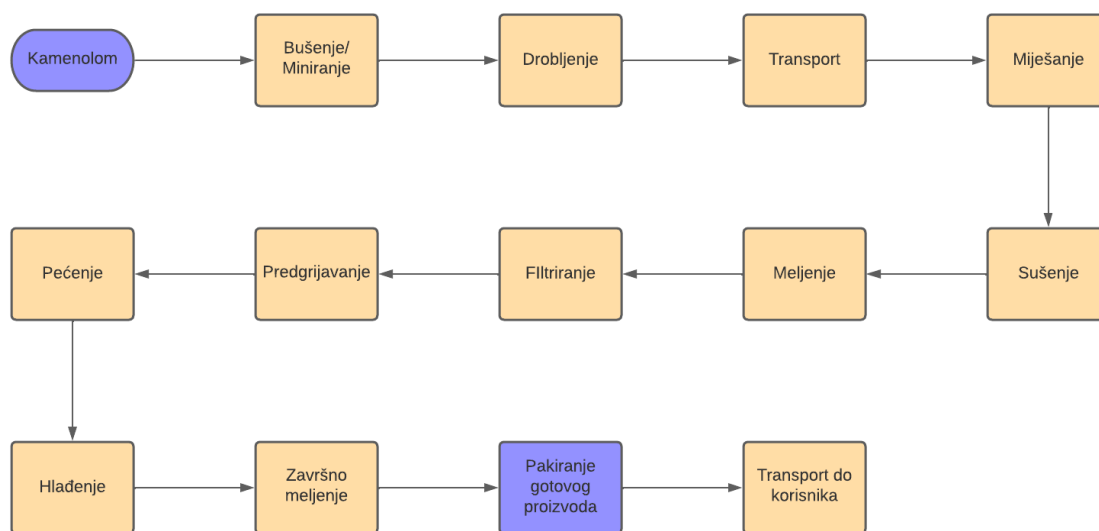 Kamenolom
Bušenje/
Miniranje
Drobljenje
Transport
Miješanje
Sušenje
Meljenje
FIltriranje
Predgrijavanje
Pećenje
Hlađenje
Završno
meljenje
Pakiranje
gotovog
proizvoda
Transport do
korisnika